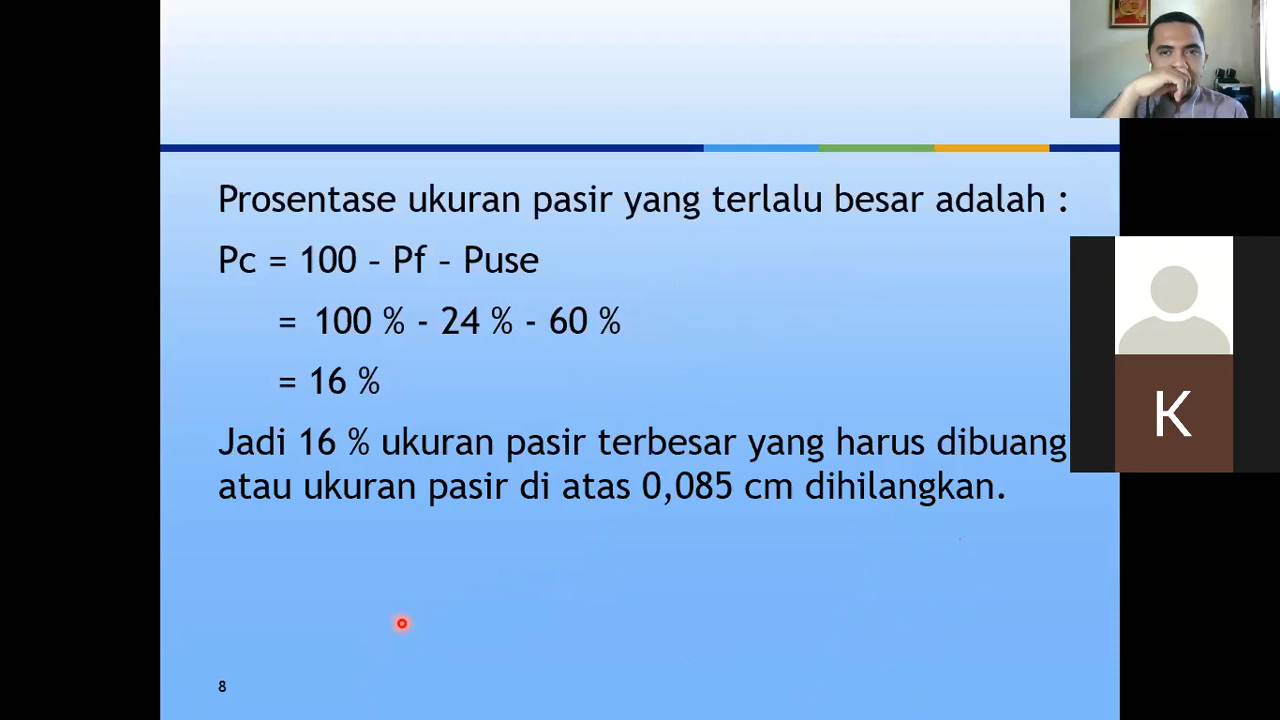 Prosentase ukuran pasir yang terlalu besar adalah :
Pc = 100 – Pf – Puse
= 100 % - 24 % - 60 %
= 16 %
Jadi 16 % ukuran pasir terbesar yang harus dibuang
atau ukuran pasir di atas 0,085 cm dihilangkan.
K
8